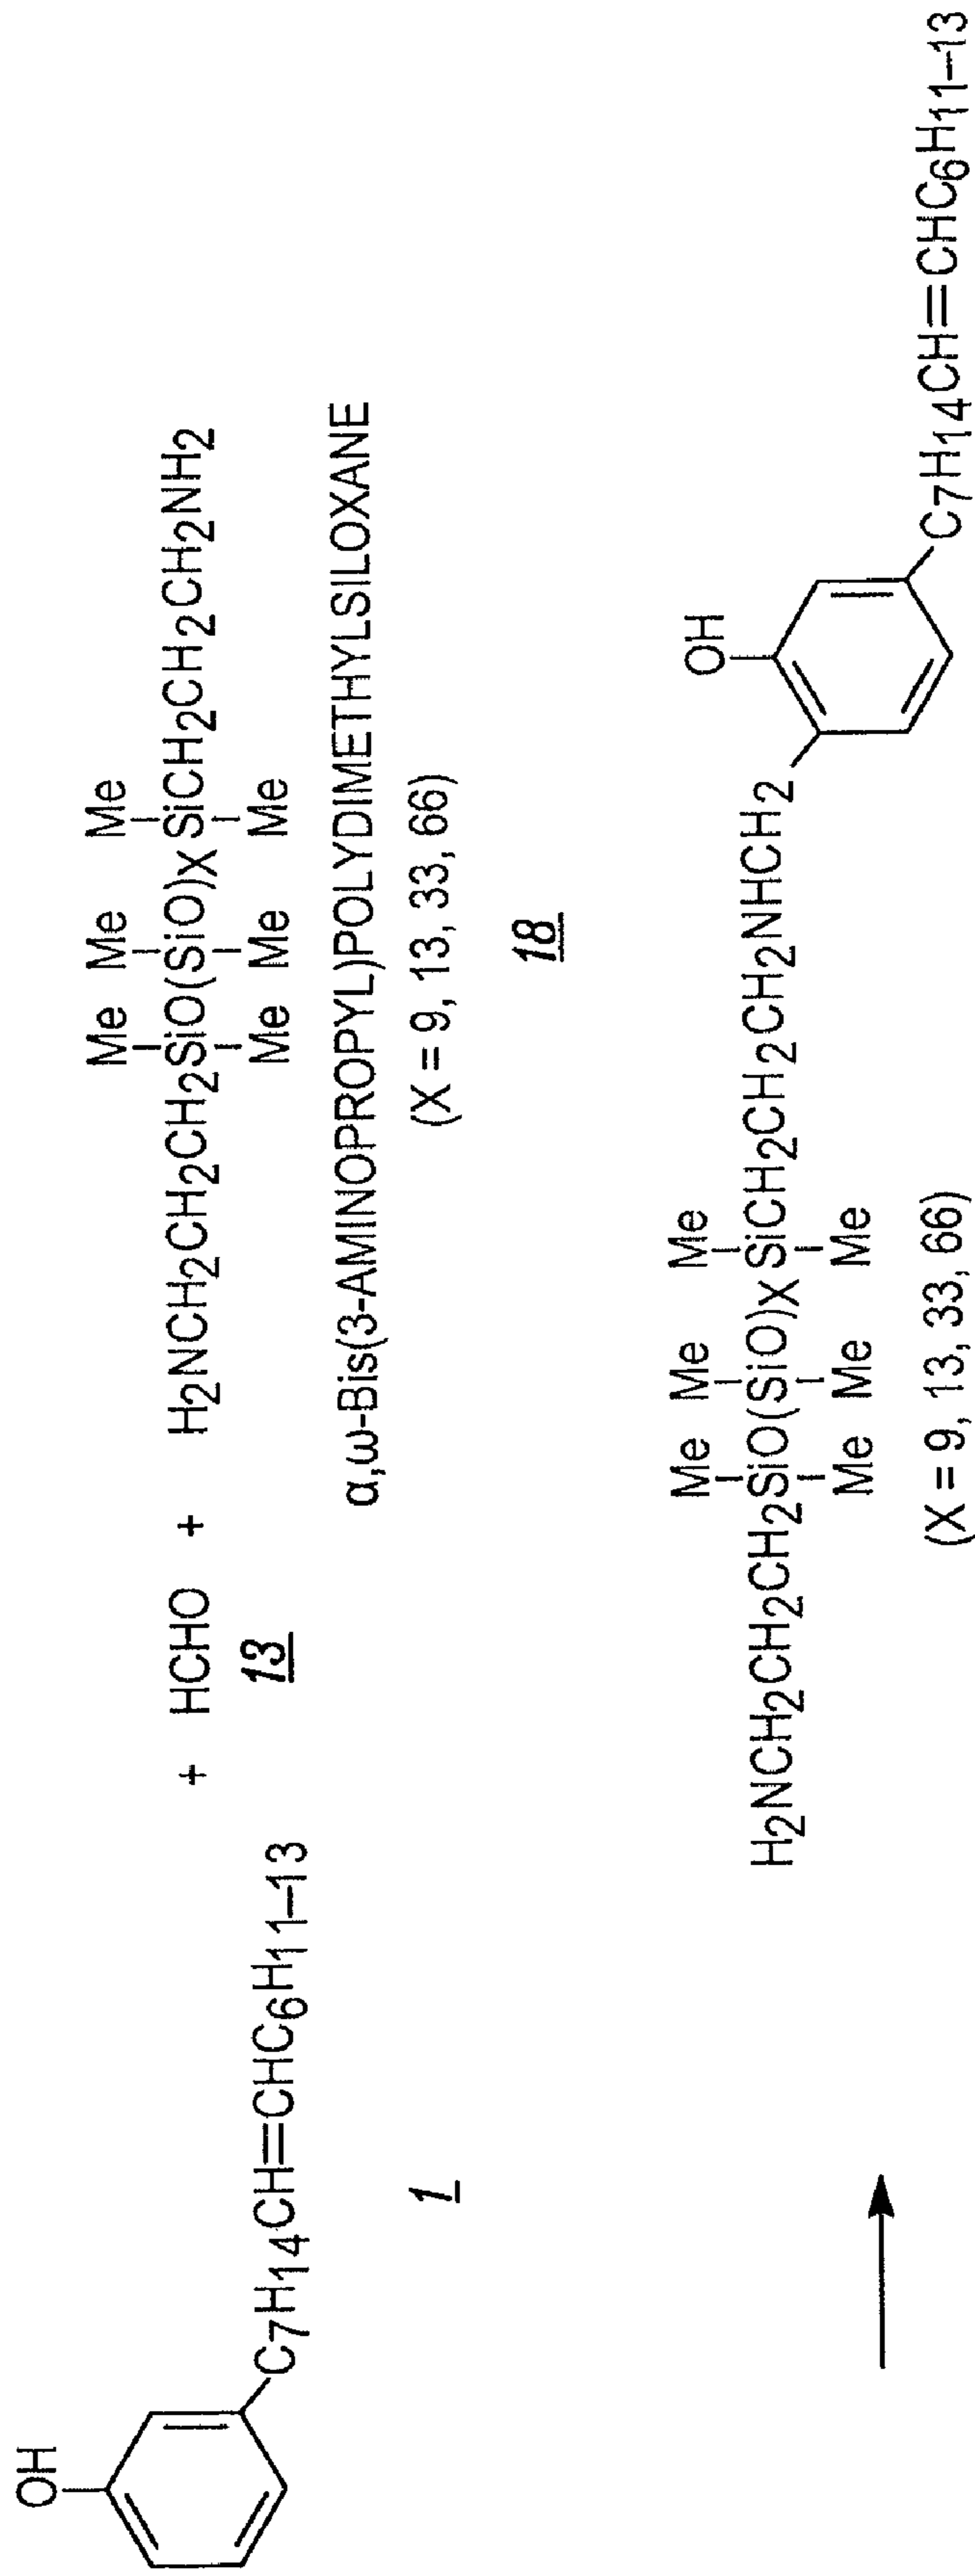 OH
C7H14CH=CHC6H11–13
1
+ HCHO +
13
Me Me Me
H2NCH2CH2CH2SiO(SiO)XSiCH2CH2CH2NH2
Me Me Me
α,ω-Bis(3-AMINOPROPYL)POLYDIMETHYLSILOXANE
(X = 9, 13, 33, 66)
18
Me Me Me
H2NCH2CH2CH2SiO(SiO)XSiCH2CH2CH2NHCH2
Me Me Me
(X = 9, 13, 33, 66)
OH
C7H14CH=CHC6H11–13